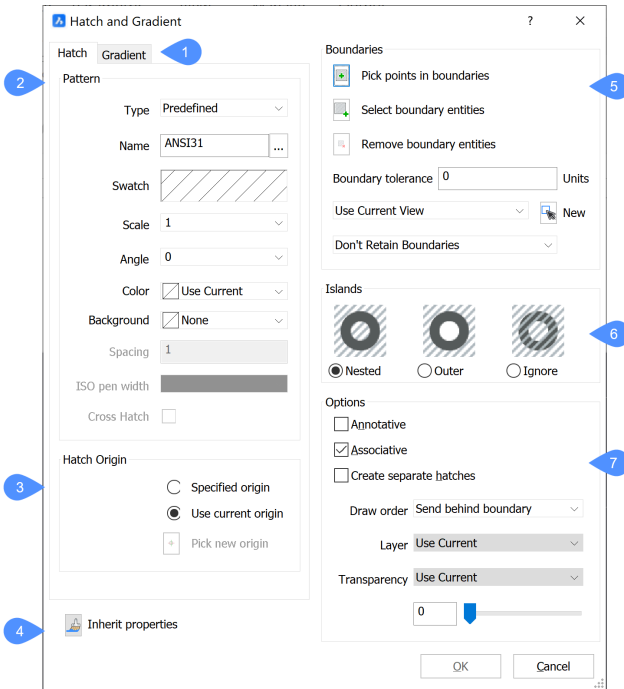 Hatch and Gradient
?
Hatch
Gradient
1
2
Pattern
Type
Predefined
Name
ANSI31
...
Swatch
Scale
1
Angle
0
Color
Use Current
Background
None
Spacing
1
ISO pen width
Cross Hatch
3
Hatch Origin
Specified origin
Use current origin
Pick new origin
4
Inherit properties
Boundaries
Pick points in boundaries
5
Select boundary entities
Remove boundary entities
Boundary tolerance
0
Units
Use Current View
New
Don't Retain Boundaries
Islands
6
Nested
Outer
Ignore
Options
Annotative
Associative
7
Create separate hatches
Draw order
Send behind boundary
Layer
Use Current
Transparency
Use Current
0
OK
Cancel